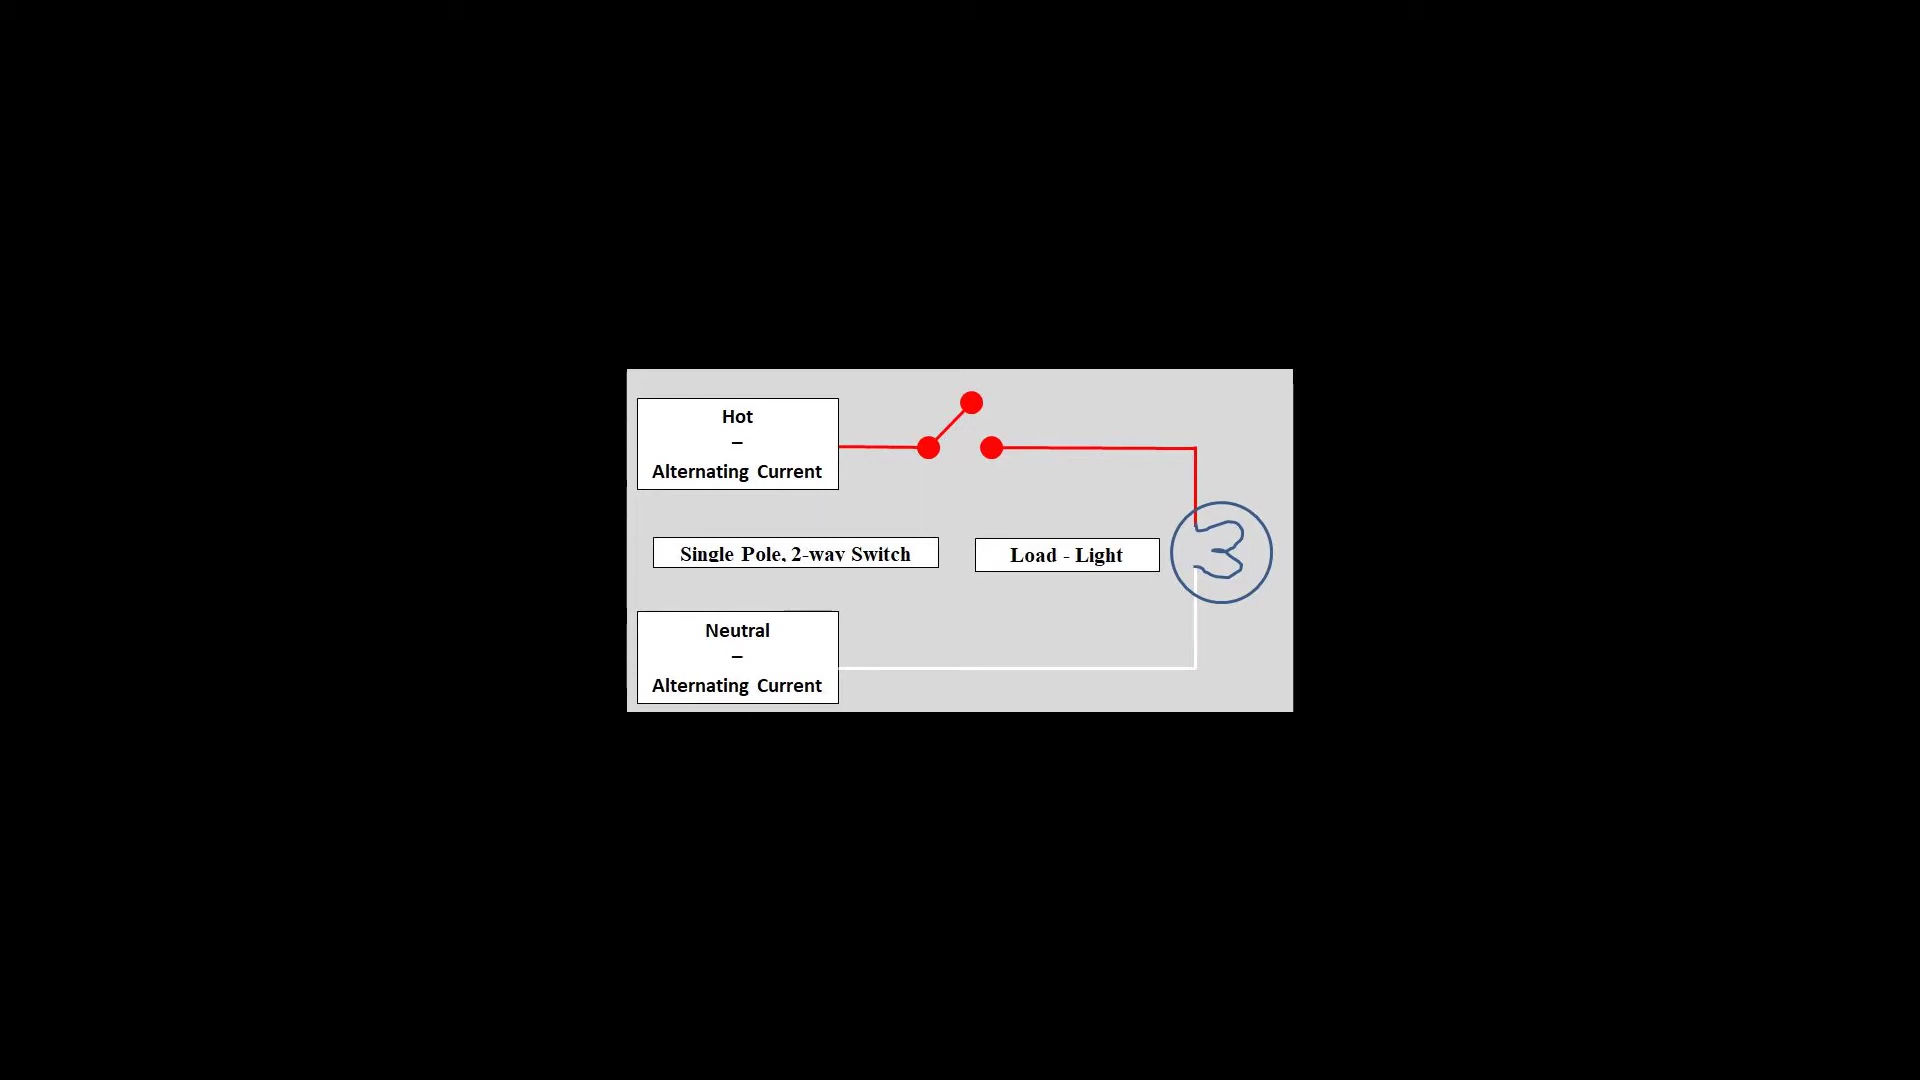 Hot
–
Alternating Current
Single Pole, 2-way Switch
Load - Light
Neutral
–
Alternating Current